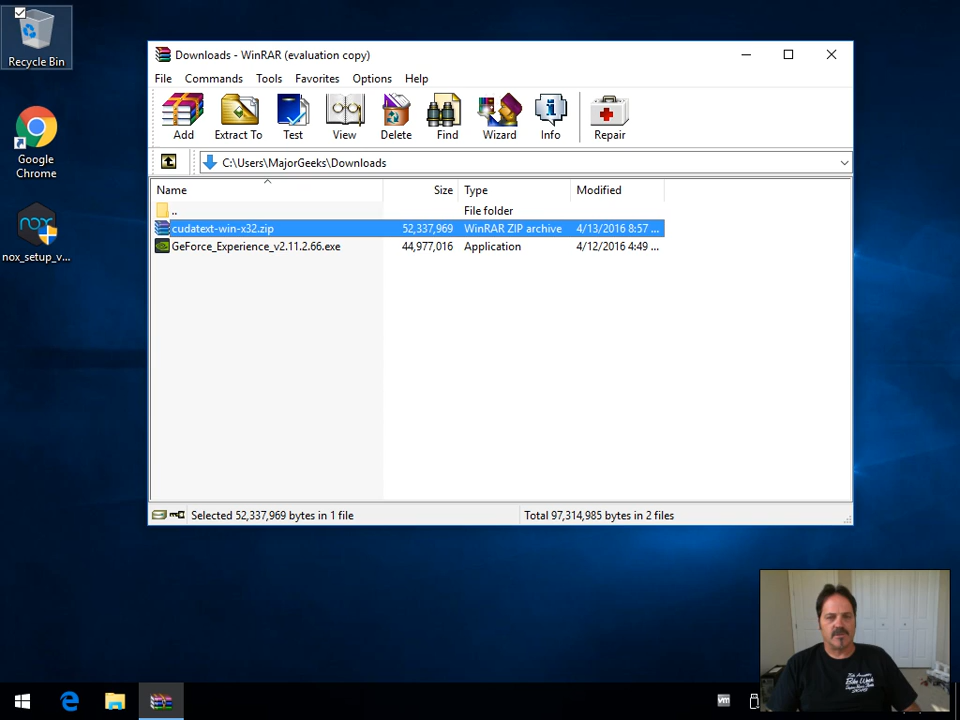 Recycle Bin
Google
Chrome
nox_setup_v...
Downloads - WinRAR (evaluation copy)
File Commands Tools Favorites Options Help
Add Extract To Test View Delete Find Wizard Info Repair
C:\Users\MajorGeeks\Downloads
Name Size Type Modified
.. File folder
cudatext-win-x32.zip 52,337,969 WinRAR ZIP archive 4/13/2016 8:57 ...
GeForce_Experience_v2.11.2.66.exe 44,977,016 Application 4/12/2016 4:49 ...
Selected 52,337,969 bytes in 1 file Total 97,314,985 bytes in 2 files
nox
vm
Bike Week